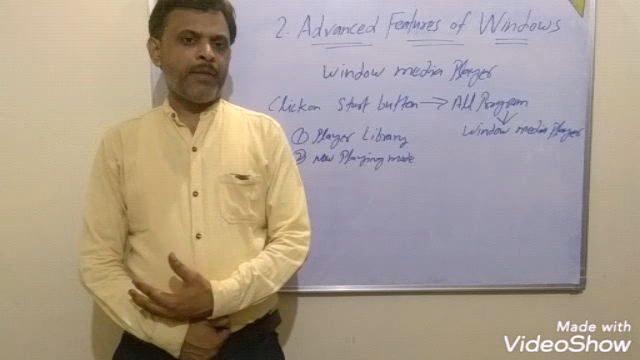 2. Advanced Features of Windows
Window media Player
Click on Start button → All Program
↓
Window media Player
① Player Library
② Now Playing mode
Made with
VideoShow